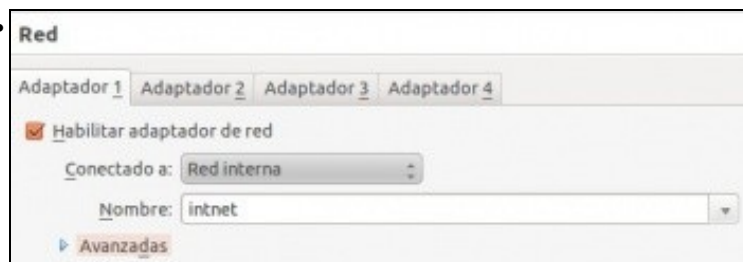 Red
Adaptador 1 Adaptador 2 Adaptador 3 Adaptador 4
Habilitar adaptador de red
Conectado a: Red interna
Nombre: intnet
Avanzadas